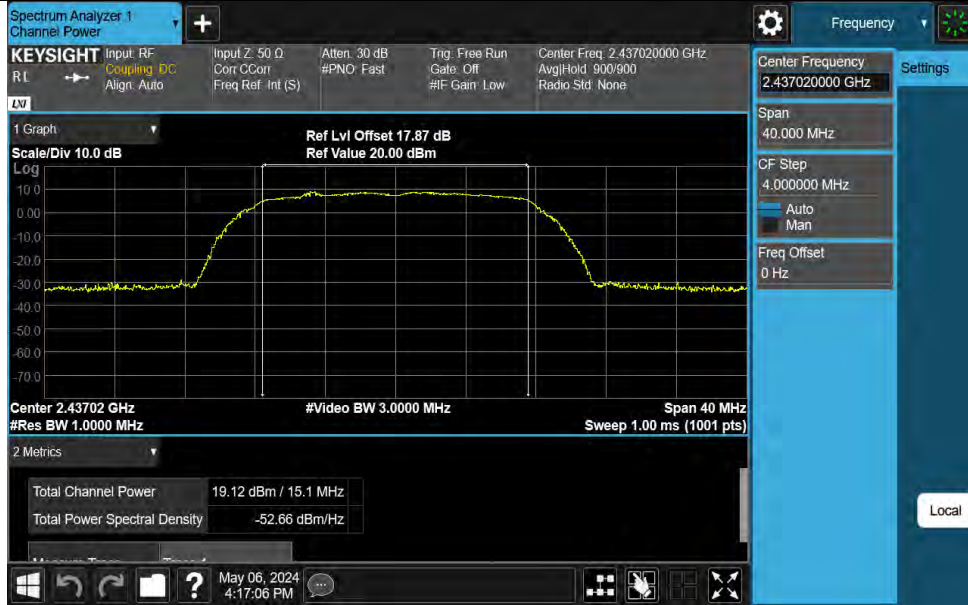 Spectrum Analyzer 1
Channel Power
Frequency
KEYSIGHT
RL
LXI
Input: RF
Coupling: DC
Align: Auto
Input Z: 50 Ω
Corr CCorr
Freq Ref: Int (S)
Atten: 30 dB
#PNO: Fast
Trig: Free Run
Gate: Off
#IF Gain: Low
Center Freq: 2.437020000 GHz
Avg|Hold: 900/900
Radio Std: None
Center Frequency
2.437020000 GHz
Settings
Span
40.000 MHz
CF Step
4.000000 MHz
Auto
Man
Freq Offset
0 Hz
Local
1 Graph
Scale/Div 10.0 dB
Ref Lvl Offset 17.87 dB
Ref Value 20.00 dBm
Log
10.0
0.00
-10.0
-20.0
-30.0
-40.0
-50.0
-60.0
-70.0
Center 2.43702 GHz
#Video BW 3.0000 MHz
Span 40 MHz
#Res BW 1.0000 MHz
Sweep 1.00 ms (1001 pts)
2 Metrics
Total Channel Power 19.12 dBm / 15.1 MHz
Total Power Spectral Density -52.66 dBm/Hz
?
May 06, 2024
4:17:06 PM